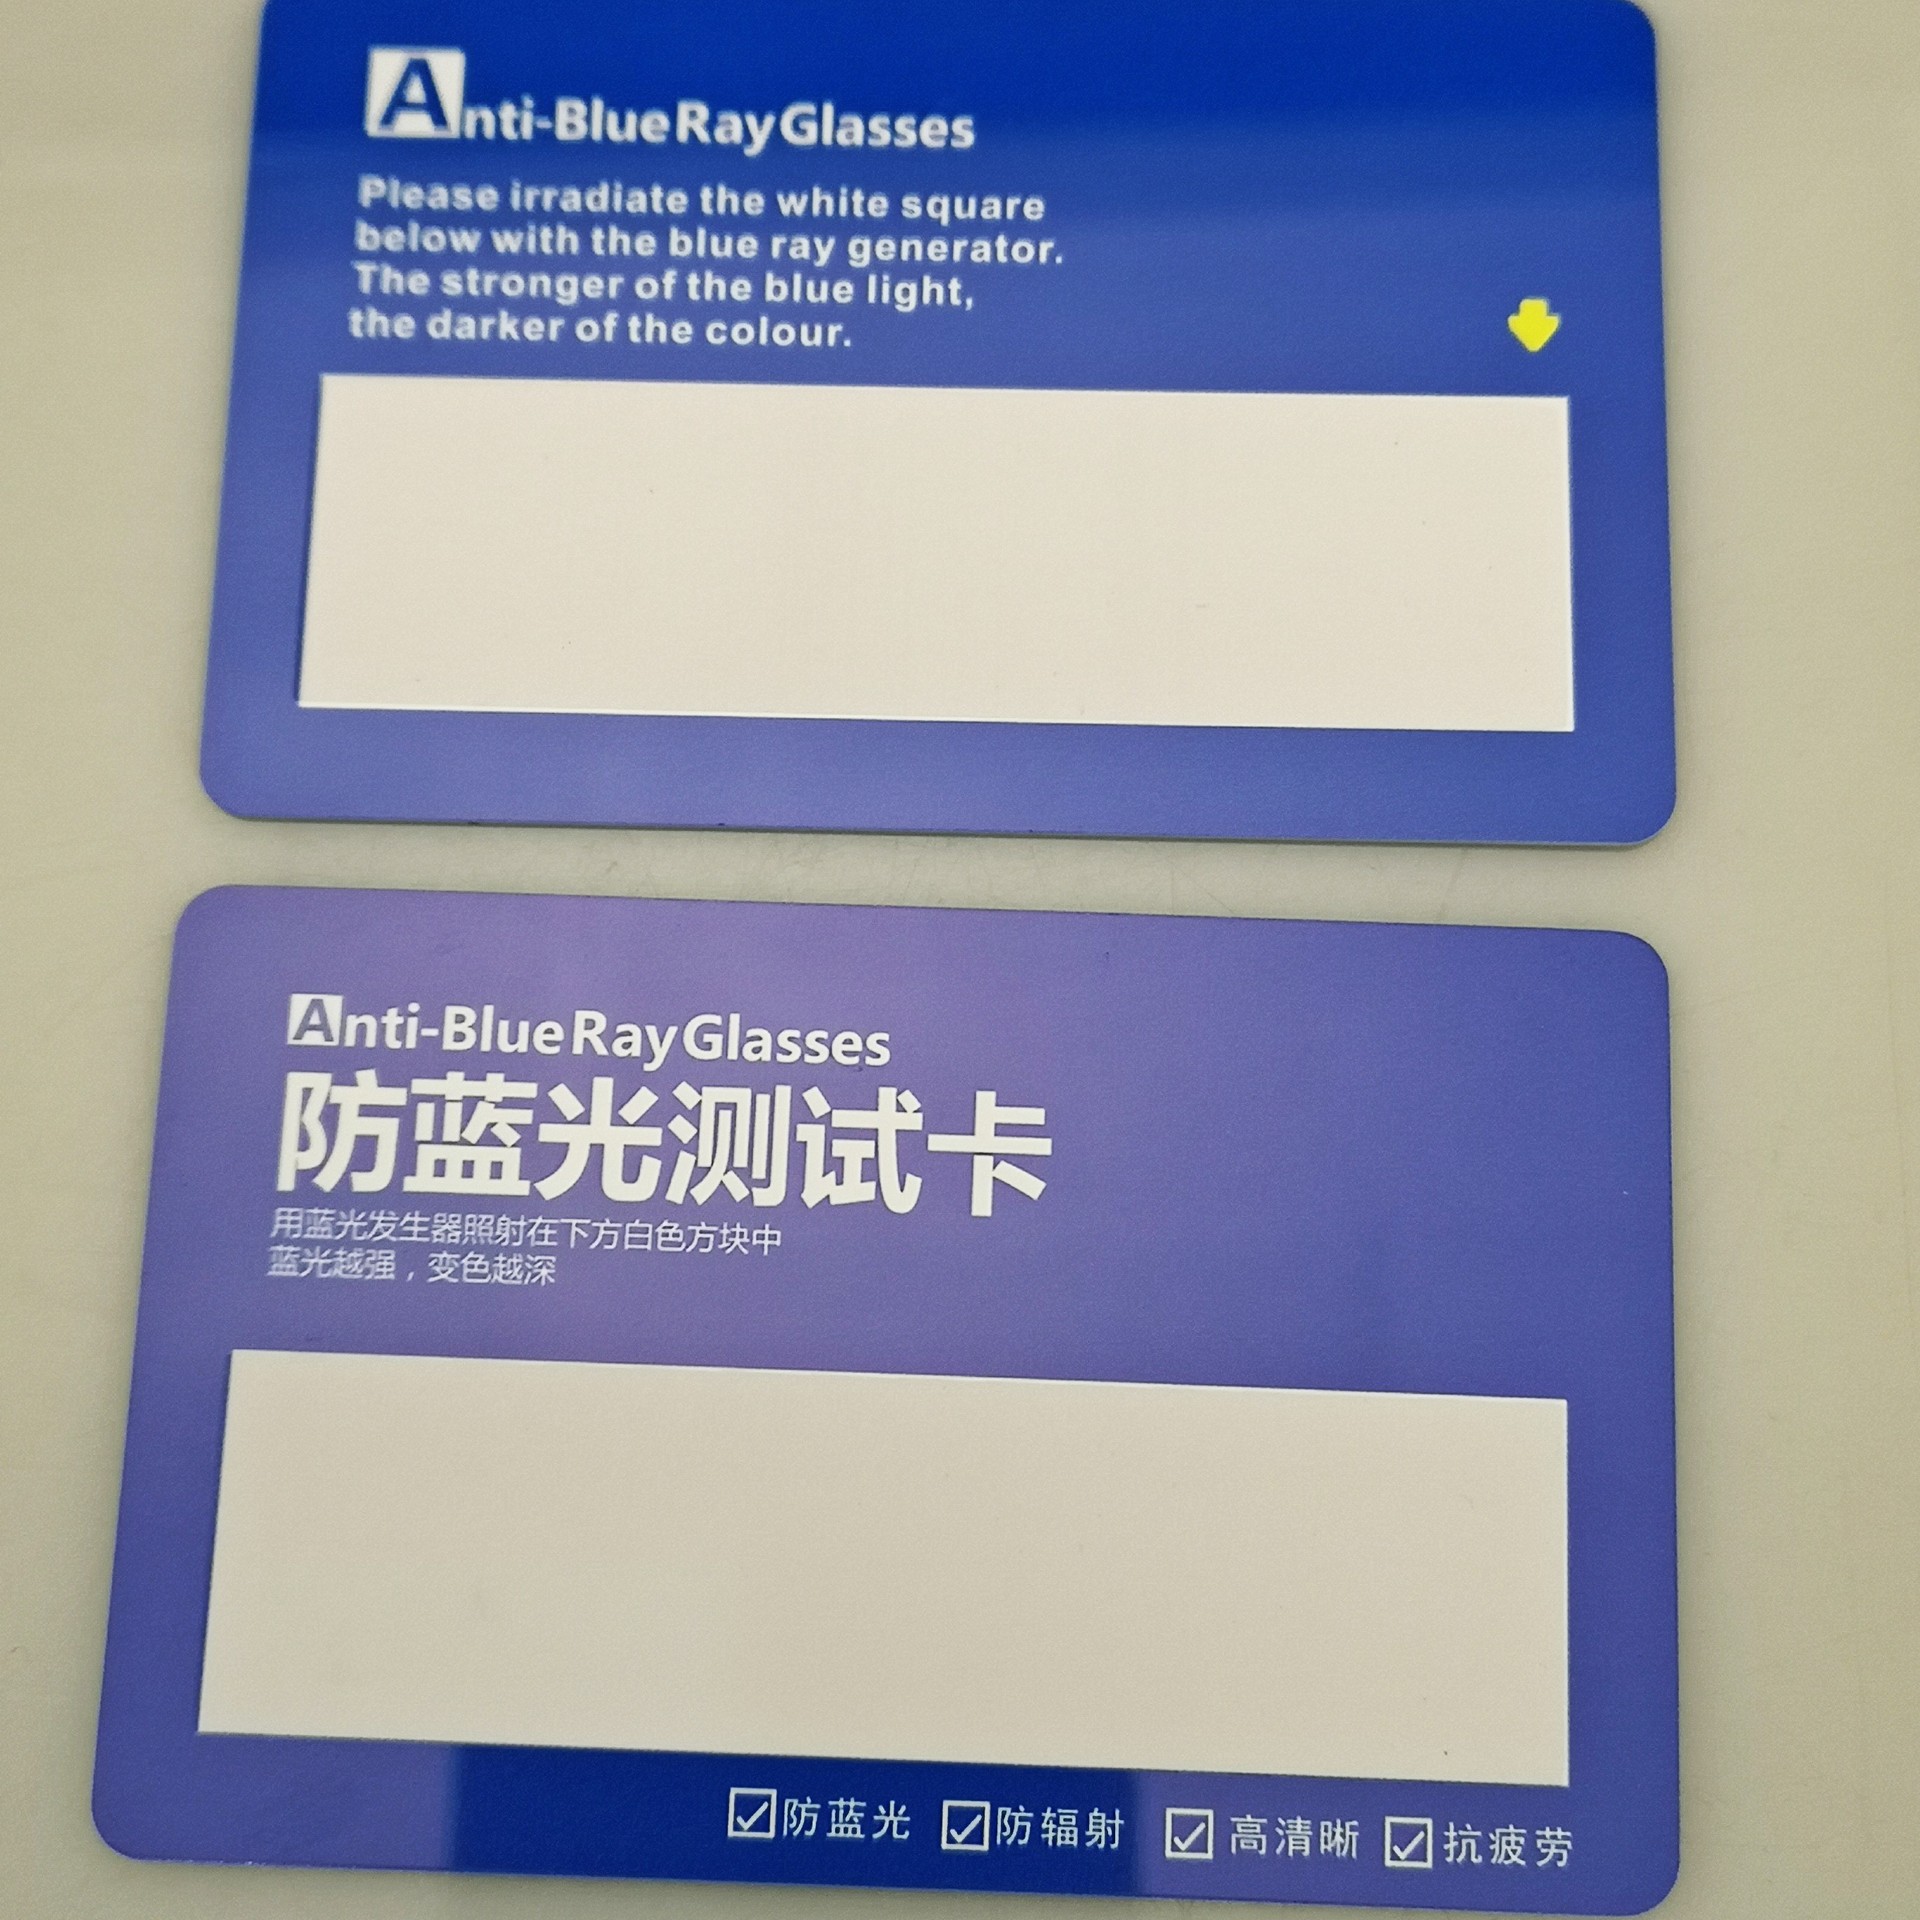 Anti-Blue Ray Glasses
Please irradiate the white square
below with the blue ray generator.
The stronger of the blue light,
the darker of the colour.
Anti-Blue Ray Glasses
防蓝光测试卡
用蓝光发生器照射在下方白色方块中
蓝光越强，变色越深
防蓝光 防辐射 高清晰 抗疲劳